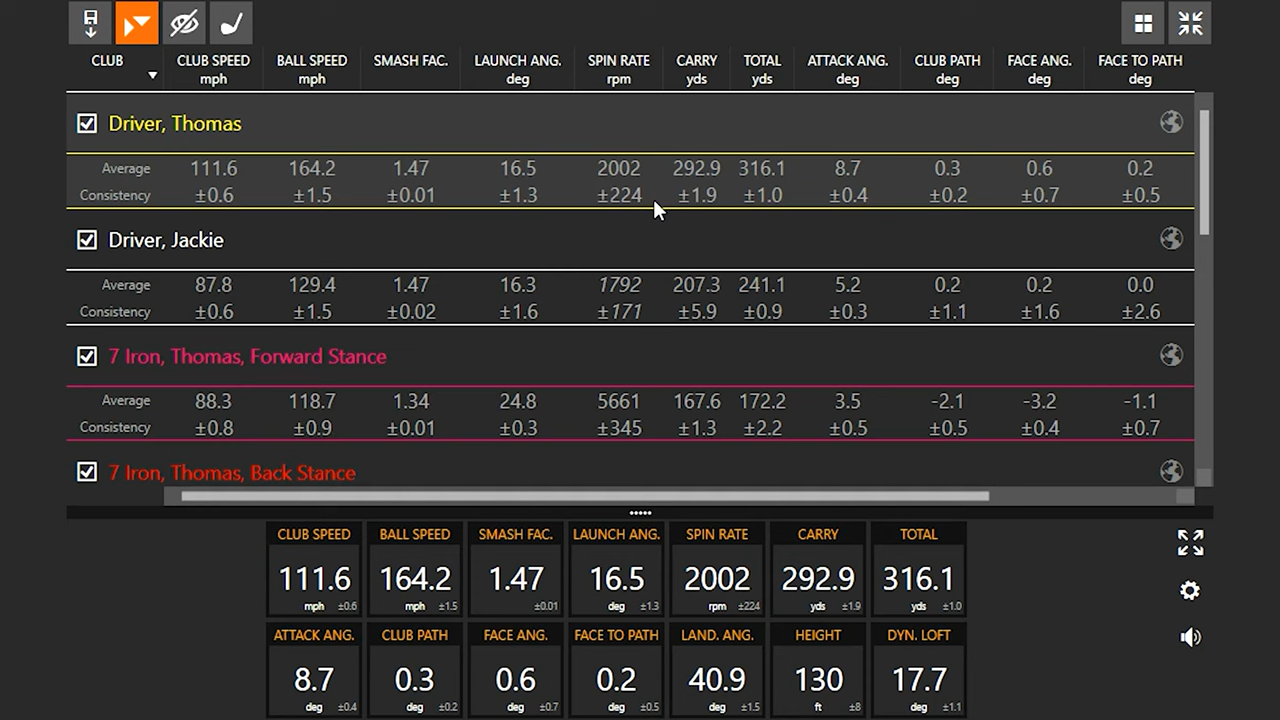 CLUB CLUB SPEED BALL SPEED SMASH FAC. LAUNCH ANG. SPIN RATE CARRY TOTAL ATTACK ANG. CLUB PATH FACE ANG. FACE TO PATH
mph mph deg rpm yds yds deg deg deg deg
Driver, Thomas
Average 111.6 164.2 1.47 16.5 2002 292.9 316.1 8.7 0.3 0.6 0.2
Consistency ±0.6 ±1.5 ±0.01 ±1.3 ±224 ±1.9 ±1.0 ±0.4 ±0.2 ±0.7 ±0.5
Driver, Jackie
Average 87.8 129.4 1.47 16.3 1792 207.3 241.1 5.2 0.2 0.2 0.0
Consistency ±0.6 ±1.5 ±0.02 ±1.6 ±171 ±5.9 ±0.9 ±0.3 ±1.1 ±1.6 ±2.6
7 Iron, Thomas, Forward Stance
Average 88.3 118.7 1.34 24.8 5661 167.6 172.2 3.5 -2.1 -3.2 -1.1
Consistency ±0.8 ±0.9 ±0.01 ±0.3 ±345 ±1.3 ±2.2 ±0.5 ±0.5 ±0.4 ±0.7
7 Iron, Thomas, Back Stance
CLUB SPEED BALL SPEED SMASH FAC. LAUNCH ANG. SPIN RATE CARRY TOTAL
111.6 164.2 1.47 16.5 2002 292.9 316.1
mph ±0.6 mph ±1.5 ±0.01 deg ±1.3 rpm ±224 yds ±1.9 yds ±1.0
ATTACK ANG. CLUB PATH FACE ANG. FACE TO PATH LAND. ANG. HEIGHT DYN. LOFT
8.7 0.3 0.6 0.2 40.9 130 17.7
deg ±0.4 deg ±0.2 deg ±0.7 deg ±0.5 deg ±1.5 ft ±8 deg ±1.1